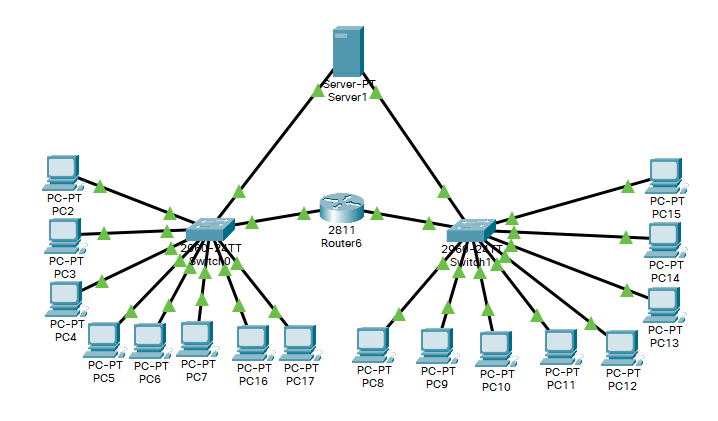 Server-PT
Server1
PC-PT
PC2
PC-PT
PC3
PC-PT
PC4
PC-PT
PC5
PC-PT
PC6
PC-PT
PC7
PC-PT
PC16
PC-PT
PC17
2960-24TT
Switch0
2811
Router6
2960-24TT
Switch1
PC-PT
PC8
PC-PT
PC9
PC-PT
PC10
PC-PT
PC11
PC-PT
PC12
PC-PT
PC13
PC-PT
PC14
PC-PT
PC15